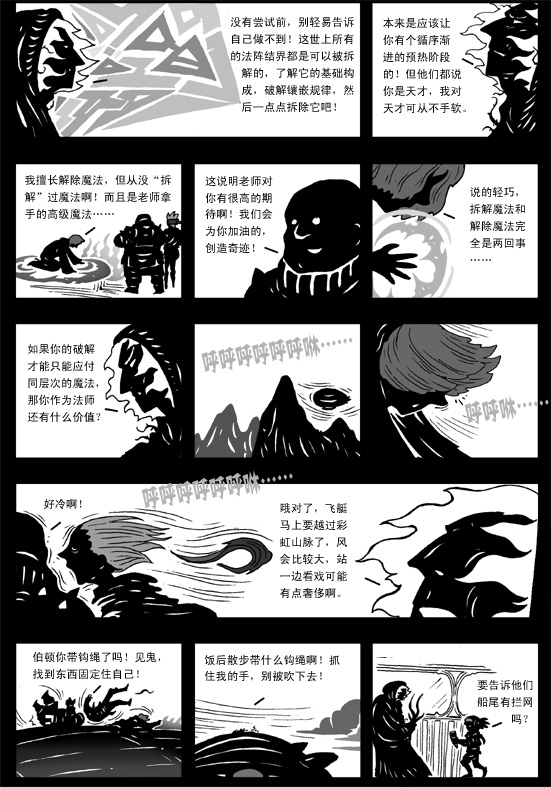 没有尝试前，别轻易告诉
自己做不到！这世上所有
的法阵结界都是可以被拆
解的，了解它的基础构
成，破解镶嵌规律，然
后一点点拆除它吧！
本来是应该让
你有个循序渐
进的预热阶段
的！但他们都说
你是天才，我对
天才可从不手软。
我擅长解除魔法，但从没“拆
解”过魔法啊！而且是老师拿
手的高级魔法……
这说明老师对
你有很高的期
待啊！我们会
为你加油的，
创造奇迹！
说的轻巧，
拆解魔法和
解除魔法完
全是两回事
……
如果你的破解
才能只能应付
同层次的魔法，
那你作为法师
还有什么价值？
呼呼呼呼呼呼咻……
呼呼咻……
呼呼呼呼呼呼咻……
好冷啊！
哦对了，飞艇
马上要越过彩
虹山脉了，风
会比较大，站
一边看戏可能
有点奢侈啊。
伯顿你带钩绳了吗！见鬼，
找到东西固定住自己！
饭后散步带什么钩绳啊！抓
住我的手，别被吹下去！
要告诉他们
船尾有拦网
吗？